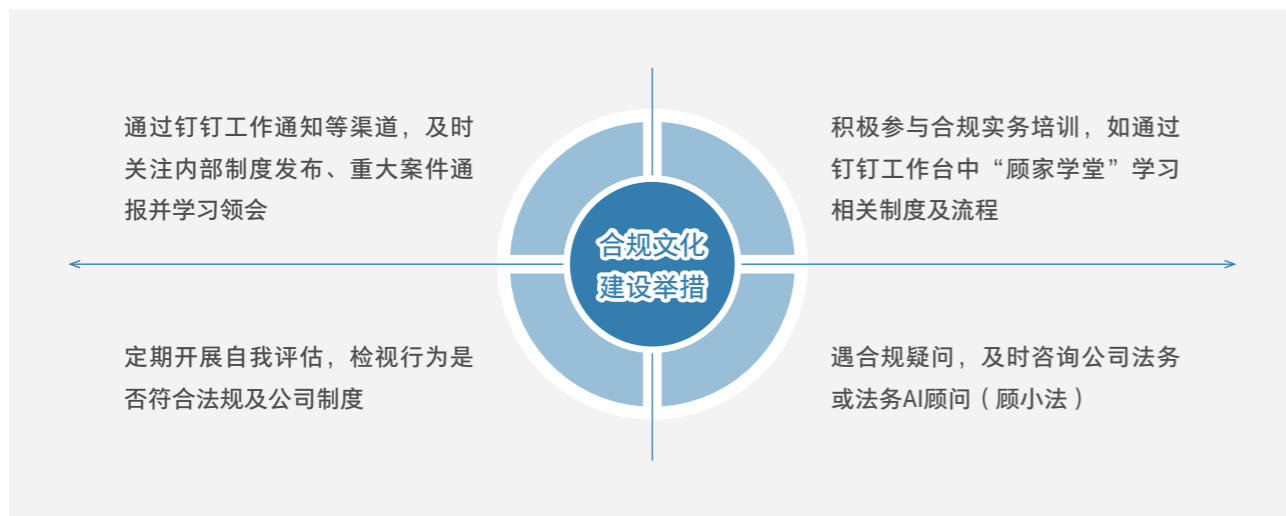 通过钉钉工作通知等渠道，及时
关注内部制度发布、重大案件通
报并学习领会
积极参与合规实务培训，如通过
钉钉工作台中“顾家学堂”学习
相关制度及流程
合规文化
建设举措
定期开展自我评估，检视行为是
否符合法规及公司制度
遇合规疑问，及时咨询公司法务
或法务AI顾问（顾小法）